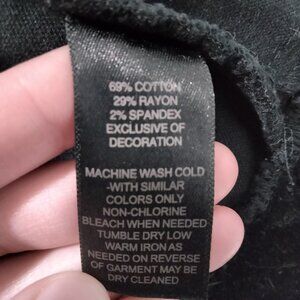 69% COTTON
29% RAYON
2% SPANDEX
EXCLUSIVE OF
DECORATION
MACHINE WASH COLD
-WITH SIMILAR
COLORS ONLY
NON-CHLORINE
BLEACH WHEN NEEDED
TUMBLE DRY LOW
WARM IRON AS
NEEDED ON REVERSE
OF GARMENT MAY BE
DRY CLEANED